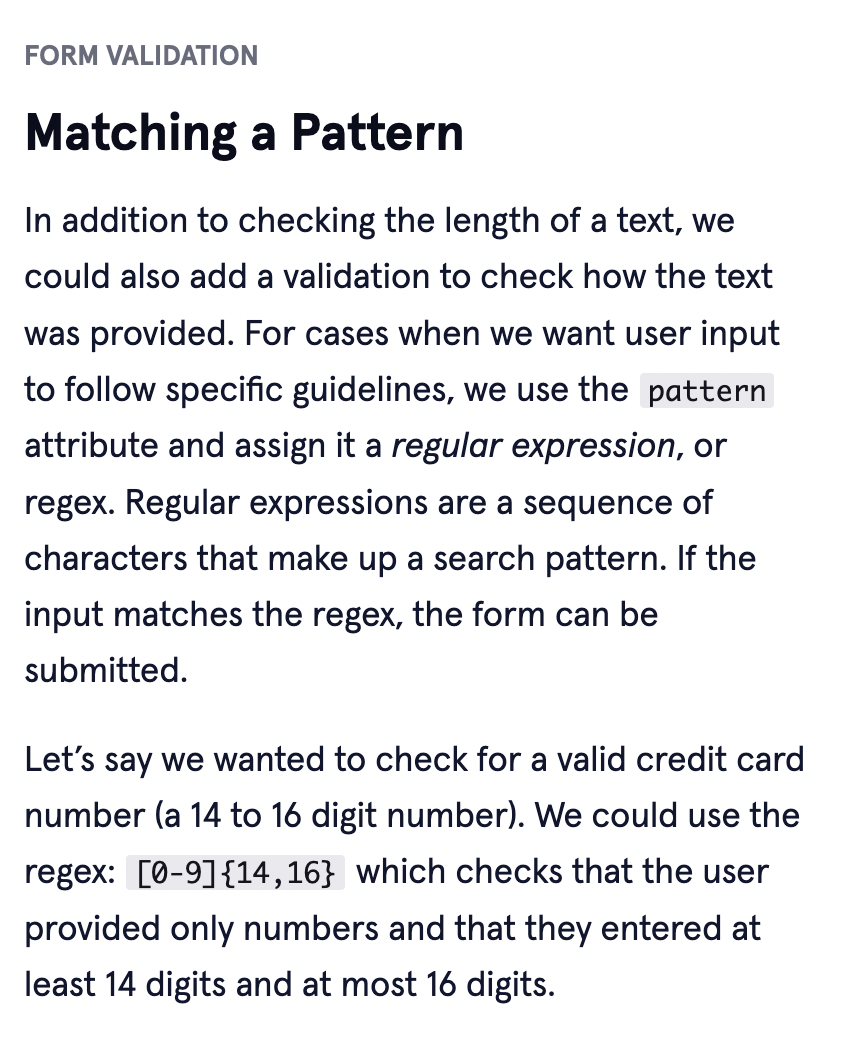 FORM VALIDATION
Matching a Pattern
In addition to checking the length of a text, we
could also add a validation to check how the text
was provided. For cases when we want user input
to follow specific guidelines, we use the pattern
attribute and assign it a regular expression, or
regex. Regular expressions are a sequence of
characters that make up a search pattern. If the
input matches the regex, the form can be
submitted.
Let’s say we wanted to check for a valid credit card
number (a 14 to 16 digit number). We could use the
regex: [0-9]{14,16} which checks that the user
provided only numbers and that they entered at
least 14 digits and at most 16 digits.